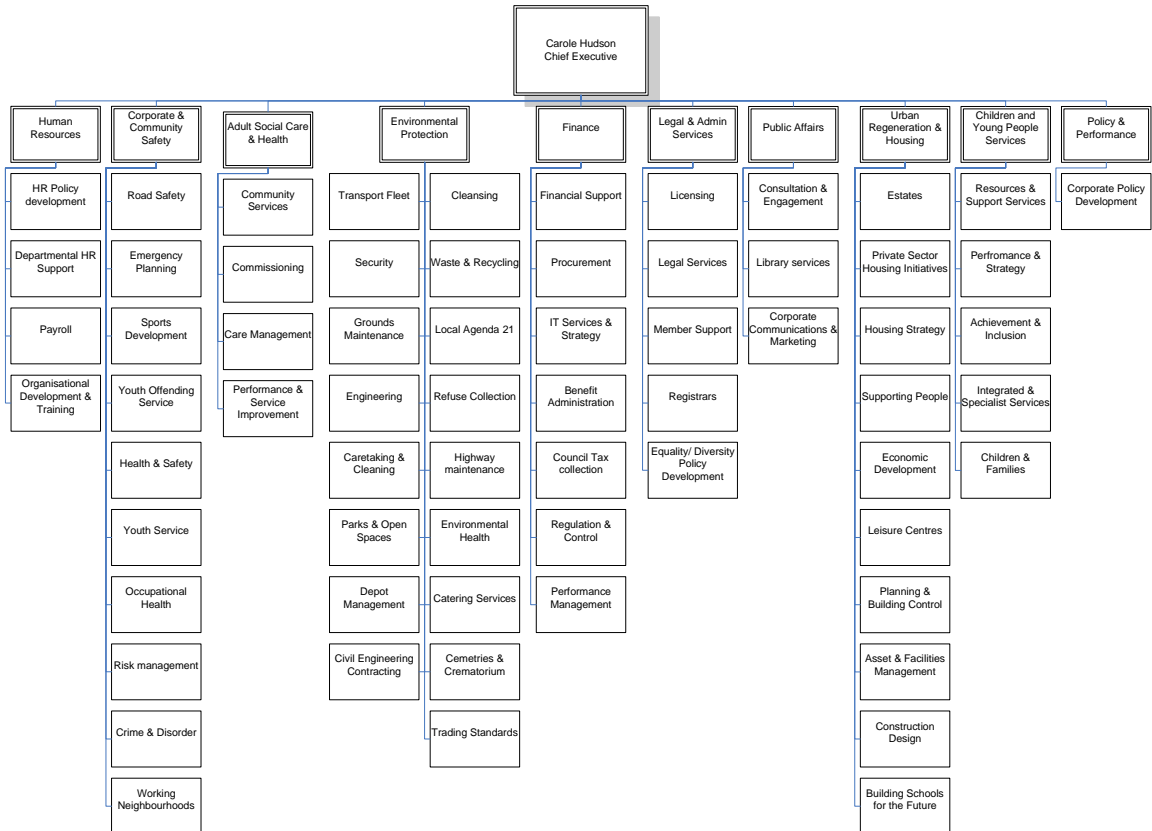 Carole Hudson
Chief Executive
Human
Resources
Corporate &
Community
Safety
Adult Social Care
& Health
Environmental
Protection
Finance
Legal & Admin
Services
Public Affairs
Urban
Regeneration &
Housing
Children and
Young People
Services
Policy &
Performance
HR Policy
development
Departmental HR
Support
Payroll
Organisational
Development &
Training
Road Safety
Emergency
Planning
Sports
Development
Youth Offending
Service
Health & Safety
Youth Service
Occupational
Health
Risk management
Crime & Disorder
Working
Neighbourhoods
Community
Services
Commissioning
Care Management
Performance &
Service
Improvement
Transport Fleet
Security
Grounds
Maintenance
Engineering
Caretaking &
Cleaning
Parks & Open
Spaces
Depot
Management
Civil Engineering
Contracting
Cleansing
Waste & Recycling
Local Agenda 21
Refuse Collection
Highway
maintenance
Environmental
Health
Catering Services
Cemetries &
Crematorium
Trading Standards
Financial Support
Procurement
IT Services &
Strategy
Benefit
Administration
Council Tax
collection
Regulation &
Control
Performance
Management
Licensing
Legal Services
Member Support
Registrars
Equality/ Diversity
Policy
Development
Consultation &
Engagement
Library services
Corporate
Communications &
Marketing
Estates
Private Sector
Housing Initiatives
Housing Strategy
Supporting People
Economic
Development
Leisure Centres
Planning &
Building Control
Asset & Facilities
Management
Construction
Design
Building Schools
for the Future
Resources &
Support Services
Perfromance &
Strategy
Achievement &
Inclusion
Integrated &
Specialist Services
Children &
Families
Corporate Policy
Development